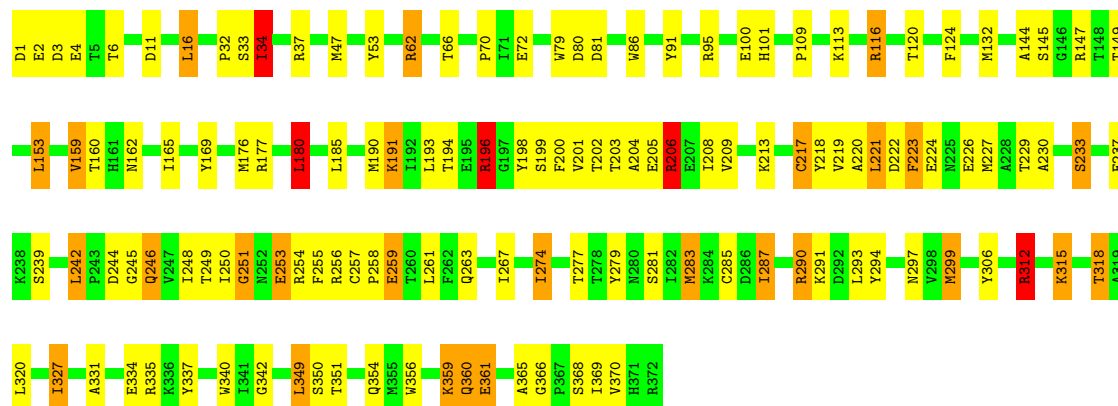 D1 E2 D3 E4 T5 T6 D11 L16 P32 S33 I34 R37 M47 Y53 R62 T66 P70 I71 E72 W79 D80 D81 W86 Y91 R95 E100 H101 P109 K113 R116 T120 F124 M132 A144 S145 G146 R147 T148 T149
L153 V159 T160 H161 N162 I165 Y169 M176 R177 L180 L185 M190 K191 I192 L193 T194 E195 R196 G197 Y198 S199 F200 V201 T202 T203 A204 E205 R206 E207 I208 V209 K213 C217 Y218 V219 A220 L221 D222 F223 E224 N225 E226 M227 A228 T229 A230 S233 E237
K238 S239 L242 P243 D244 G245 Q246 V247 I248 T249 I250 G251 N252 E253 R254 F255 R256 C257 P258 E259 T260 L261 F262 Q263 I267 I274 T277 T278 Y279 N280 S281 I282 M283 K284 C285 D286 I287 R290 K291 D292 L293 Y294 N297 V298 M299 Y306 R312 K315 T318 A319
L320 I327 A331 E334 R335 K336 Y337 W340 I341 G342 L349 S350 T351 Q354 M355 W356 K359 Q360 E361 A365 G366 P367 S368 I369 V370 H371 R372